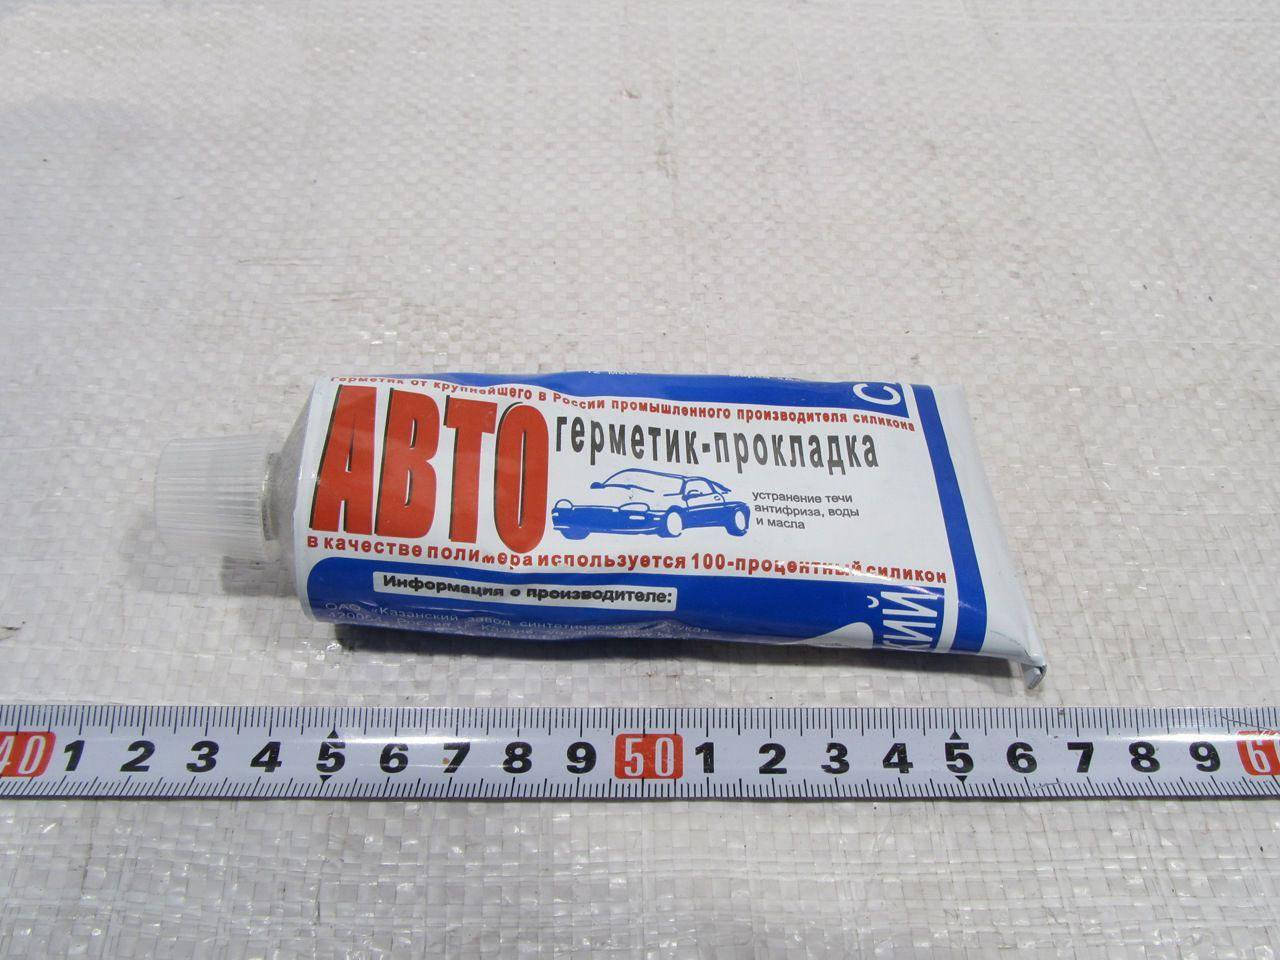 Герметик от крупнейшего в России промышленного производителя силикона
АВТО
герметик-прокладка
устранение течи
антифриза, воды
и масла
в качестве полимера используется 100-процентный силикон
Информация о производителе:
ОАО «Казанский завод синтетического каучука»
С
КИЙ
40 1 2 3 4 5 6 7 8 9 50 1 2 3 4 5 6 7 8 9 6